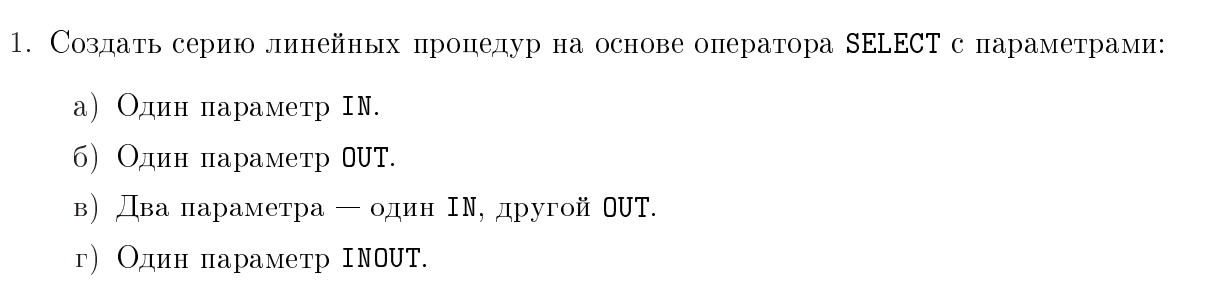 1. Создать серию линейных процедур на основе оператора SELECT с параметрами:
а) Один параметр IN.
б) Один параметр OUT.
в) Два параметра — один IN, другой OUT.
г) Один параметр INOUT.